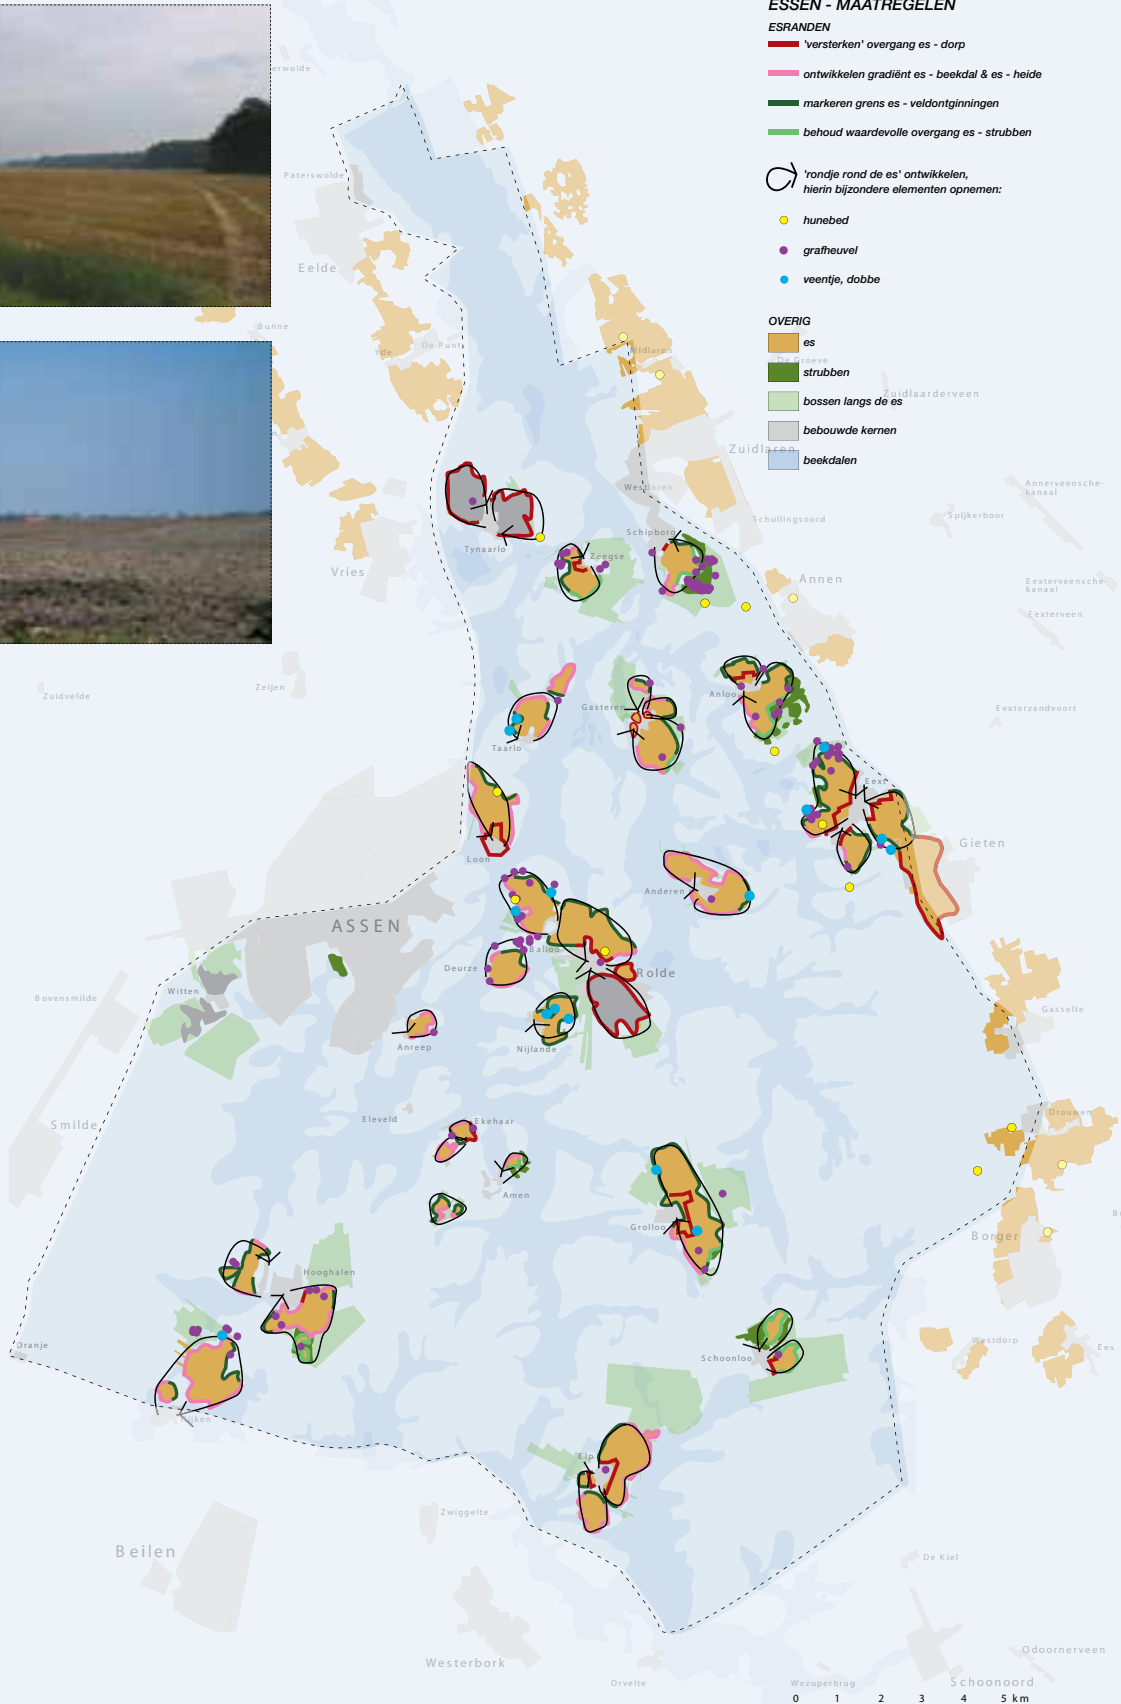 ESSEN - MAATREGELEN
ESRANDEN
'versterken' overgang es - dorp
ontwikkelen gradiënt es - beekdal & es - heide
markeren grens es - veldontginningen
behoud waardevolle overgang es - strubben
'rondje rond de es' ontwikkelen,
hierin bijzondere elementen opnemen:
hunebed
grafheuvel
veentje, dobbe
OVERIG
es
strubben
bossen langs de es
bebouwde kernen
beekdalen
Paterswolde
Eelde
Bunne
Yde
De Punt
Midlaren
De Groeve
Zuidlaarderveen
Zuidlaren
Westlaren
Annerveensche-
kanaal
Spijkerboor
Schuilingsoord
Schipborg
Tynaarlo
Zeegse
Vries
Annen
Eexterveensche
kanaal
Eexterveen
Zuidvelde
Zeijen
Anloo
Gasteren
Eexterzandvoort
Taarlo
Eext
Gieten
Loon
Anderen
ASSEN
Balloo
Deurze
Rolde
Witten
Bovensmilde
Gasselte
Anreep
Nijlande
Smilde
Eleveld
Ekehaar
Drouwen
Amen
Grolloo
Borger
Hooghalen
Oranje
Westdorp
Ees
Schoonloo
Elp
Zwiggelte
Beilen
De Kiel
Westerbork
Odoornerveen
Orvelte
Wezuperbrug
Schoonoord
0 1 2 3 4 5 km